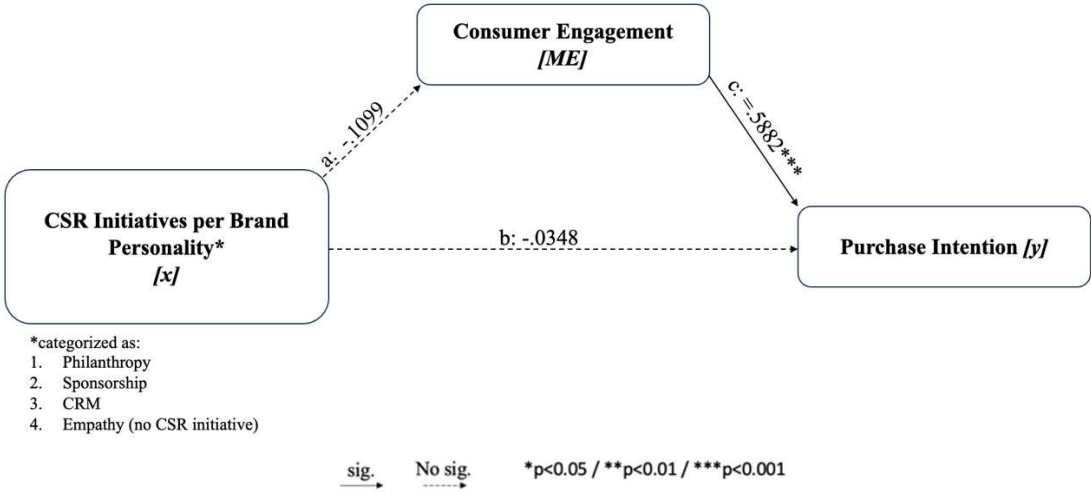 Consumer Engagement
[ME]
a: -.1099
c: =.5882***
CSR Initiatives per Brand
Personality*
[x]
b: -.0348
Purchase Intention [y]
*categorized as:
1. Philanthropy
2. Sponsorship
3. CRM
4. Empathy (no CSR initiative)
sig. No sig. *p<0.05 / **p<0.01 / ***p<0.001